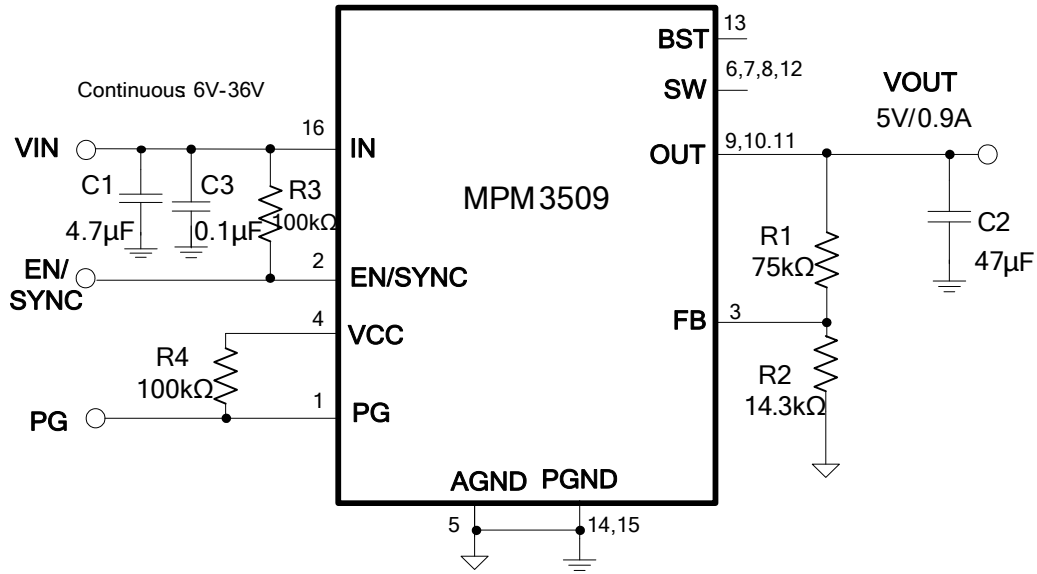 13
BST
6,7,8,12
SW
VOUT
Continuous 6V-36V
5V/0.9A
16
9,10.11
VIN
IN
OUT
MPM3509
C1
C3
R3
100kΩ
4.7µF
0.1µF
C2
R1
75kΩ
47µF
EN/
SYNC
2
EN/SYNC
4
VCC
FB
3
R4
100kΩ
R2
14.3kΩ
1
PG
PG
AGND
PGND
5
14,15